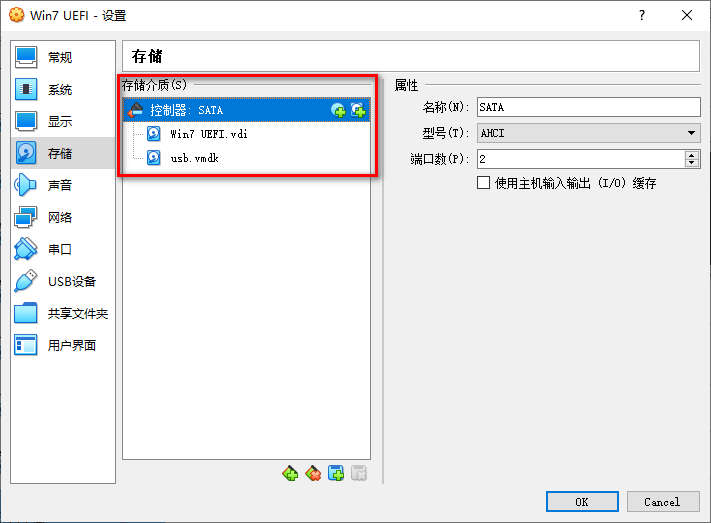 Win7 UEFI - 设置
常规
系统
显示
存储
声音
网络
串口
USB设备
共享文件夹
用户界面
存储
存储介质(S)
控制器: SATA
Win7 UEFI.vdi
usb.vmdk
属性
名称(N): SATA
型号(T): AHCI
端口数(P): 2
使用主机输入输出 (I/O) 缓存
OK
Cancel